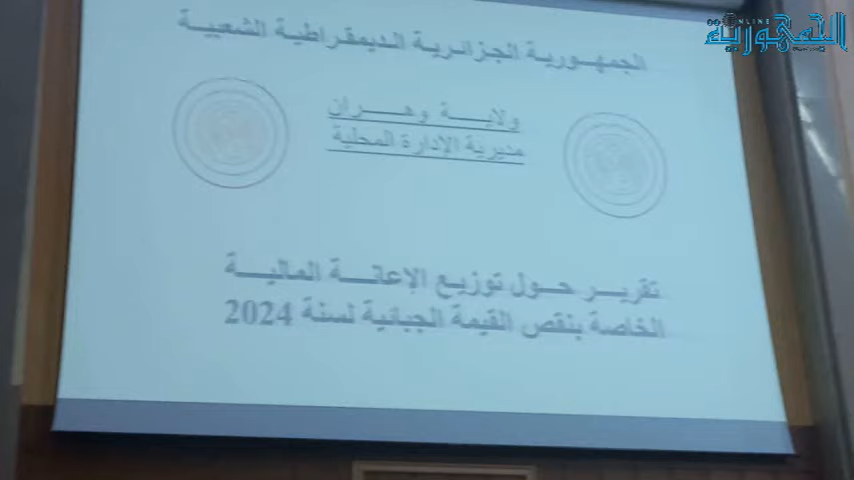 الجمهورية الجزائرية الديمقراطية الشعبية
ولاية وهران
مديرية الإدارة المحلية
تقرير حول توزيع الإعانة المالية
الخاصة بنقص القيمة الجبائية لسنة 2024
ONLINE
الجمهورية